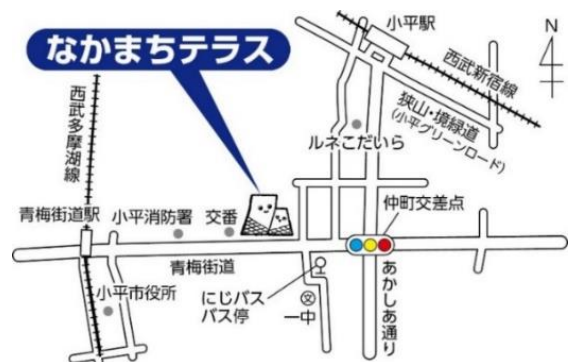 なかまちテラス
小平駅
N
西武新宿線
狭山・境緑道
(小平グリーンロード)
西武多摩湖線
ルネこだいら
青梅街道駅
小平消防署
交番
仲町交差点
青梅街道
にじバス
バス停
あかしあ通り
小平市役所
文
一中